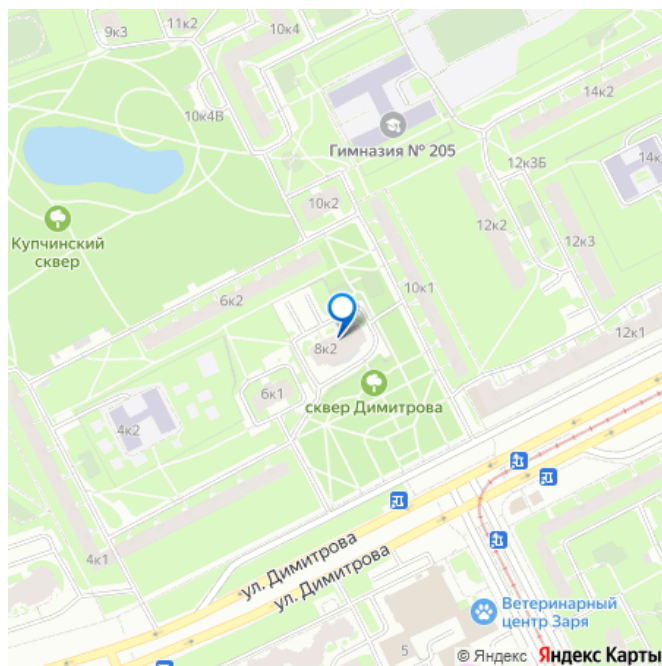 9к3
11к2
10к4
14к2
10к4В
Гимназия № 205
12к3Б
14к
10к2
12к2
Купчинский
сквер
12к3
6к2
10к1
8к2
12к1
6к1
сквер Димитрова
4к2
4к1
ул. Димитрова
ул. Димитрова
Ветеринарный
центр Заря
5
© Яндекс Яндекс Карты